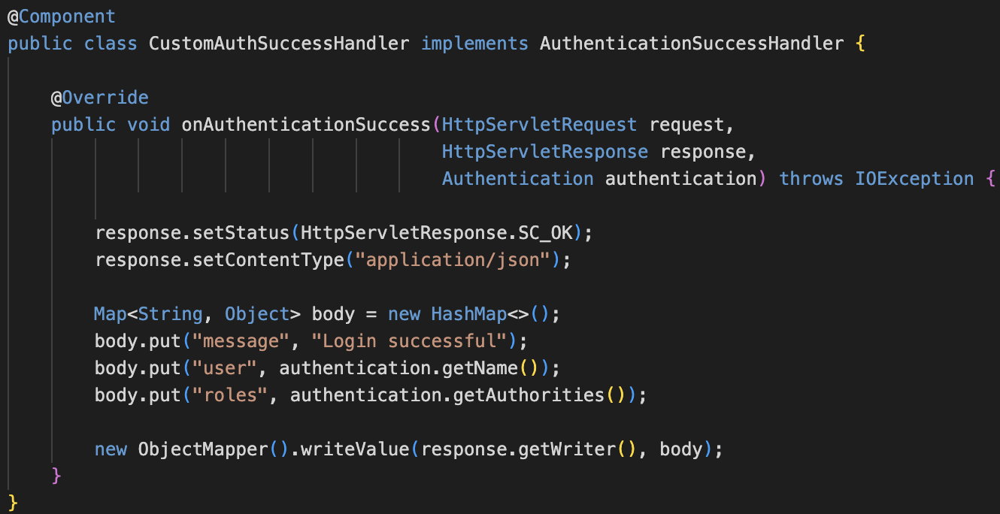 @Component
public class CustomAuthSuccessHandler implements AuthenticationSuccessHandler {
@Override
public void onAuthenticationSuccess(HttpServletRequest request,
HttpServletResponse response,
Authentication authentication) throws IOException {
response.setStatus(HttpServletResponse.SC_OK);
response.setContentType("application/json");
Map<String, Object> body = new HashMap<>();
body.put("message", "Login successful");
body.put("user", authentication.getName());
body.put("roles", authentication.getAuthorities());
new ObjectMapper().writeValue(response.getWriter(), body);
}
}